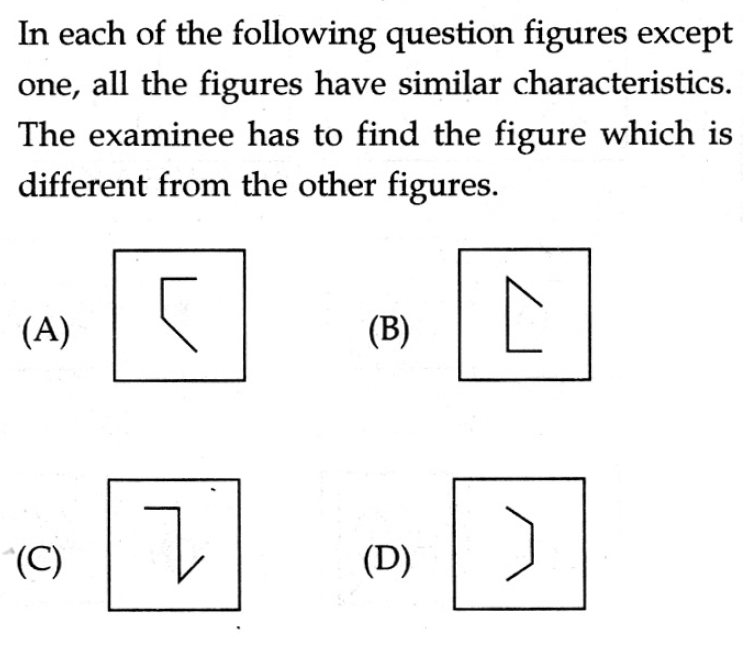 In each of the following question figures except
one, all the figures have similar characteristics.
The examinee has to find the figure which is
different from the other figures.
(A)
(B)
(C)
(D)